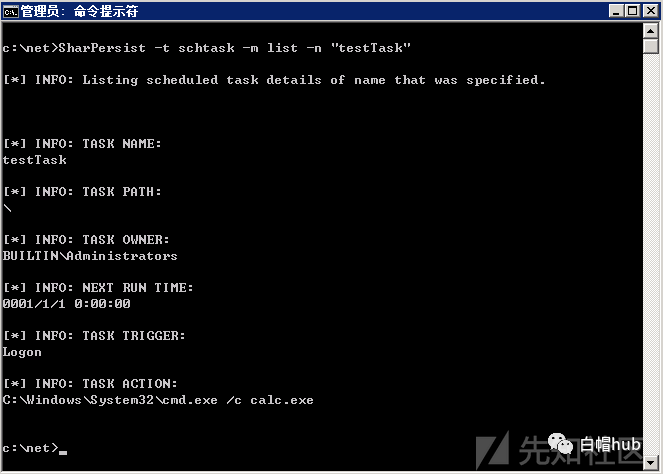 管理员: 命令提示符
c:\net>SharPersist -t schtask -m list -n "testTask"
[*] INFO: Listing scheduled task details of name that was specified.
[*] INFO: TASK NAME:
testTask
[*] INFO: TASK PATH:
\
[*] INFO: TASK OWNER:
BUILTIN\Administrators
[*] INFO: NEXT RUN TIME:
0001/1/1 0:00:00
[*] INFO: TASK TRIGGER:
Logon
[*] INFO: TASK ACTION:
C:\Windows\System32\cmd.exe /c calc.exe
c:\net>_
先知社区
白帽hub